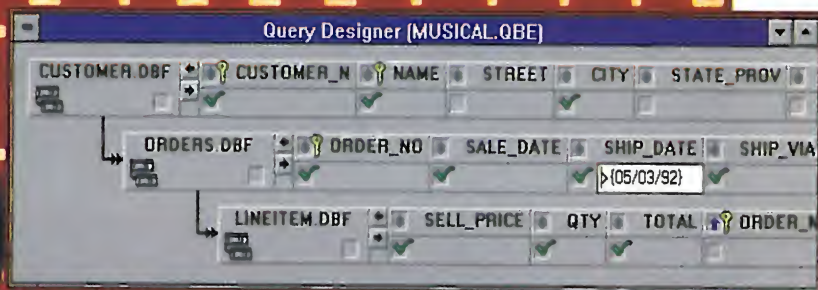 Query Designer (MUSICAL.QBE)
CUSTOMER.DBF CUSTOMER_N NAME STREET CITY STATE_PROV
ORDERS.DBF ORDER_NO SALE_DATE SHIP_DATE SHIP_VIA
>{05/03/92}
LINEITEM.DBF SELL_PRICE QTY TOTAL ORDER_N